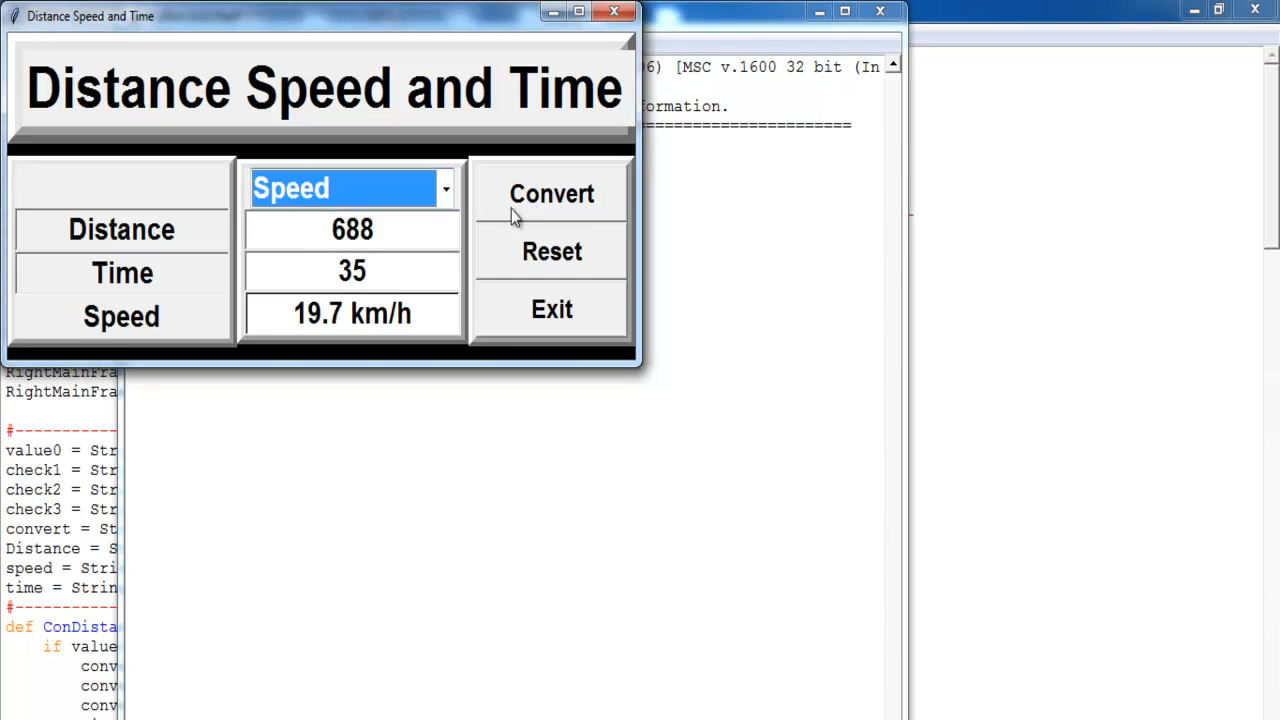 Distance Speed and Time
Distance Speed and Time
Speed
Convert
Distance
688
Reset
Time
35
Speed
19.7 km/h
Exit
6) [MSC v.1600 32 bit (In
formation.
======================
RightMainFra
RightMainFra
#-----------
value0 = Stri
check1 = Str
check2 = Str
check3 = Str
convert = St
Distance = S
speed = Stri
time = Strin
#-----------
def ConDista
if value
conv
conv
conv